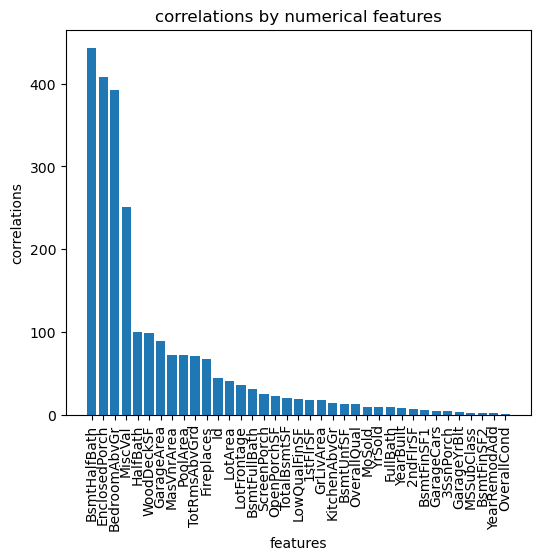 correlations by numerical features
correlations
400
300
200
100
0
BsmtHalfBath
EnclosedPorch
BedroomAbvGr
MiscVal
HalfBath
WoodDeckSF
GarageArea
MasVnrArea
PoolArea
TotRmsAbvGrd
Fireplaces
Id
LotArea
LotFrontage
BsmtFullBath
ScreenPorch
OpenPorchSF
TotalBsmtSF
LowQualFinSF
1stFlrSF
GrLivArea
KitchenAbvGr
BsmtUnfSF
OverallQual
MoSold
YrSold
FullBath
YearBuilt
2ndFlrSF
BsmtFinSF1
GarageCars
3SsnPorch
GarageYrBlt
MSSubClass
BsmtFinSF2
YearRemodAdd
OverallCond
features